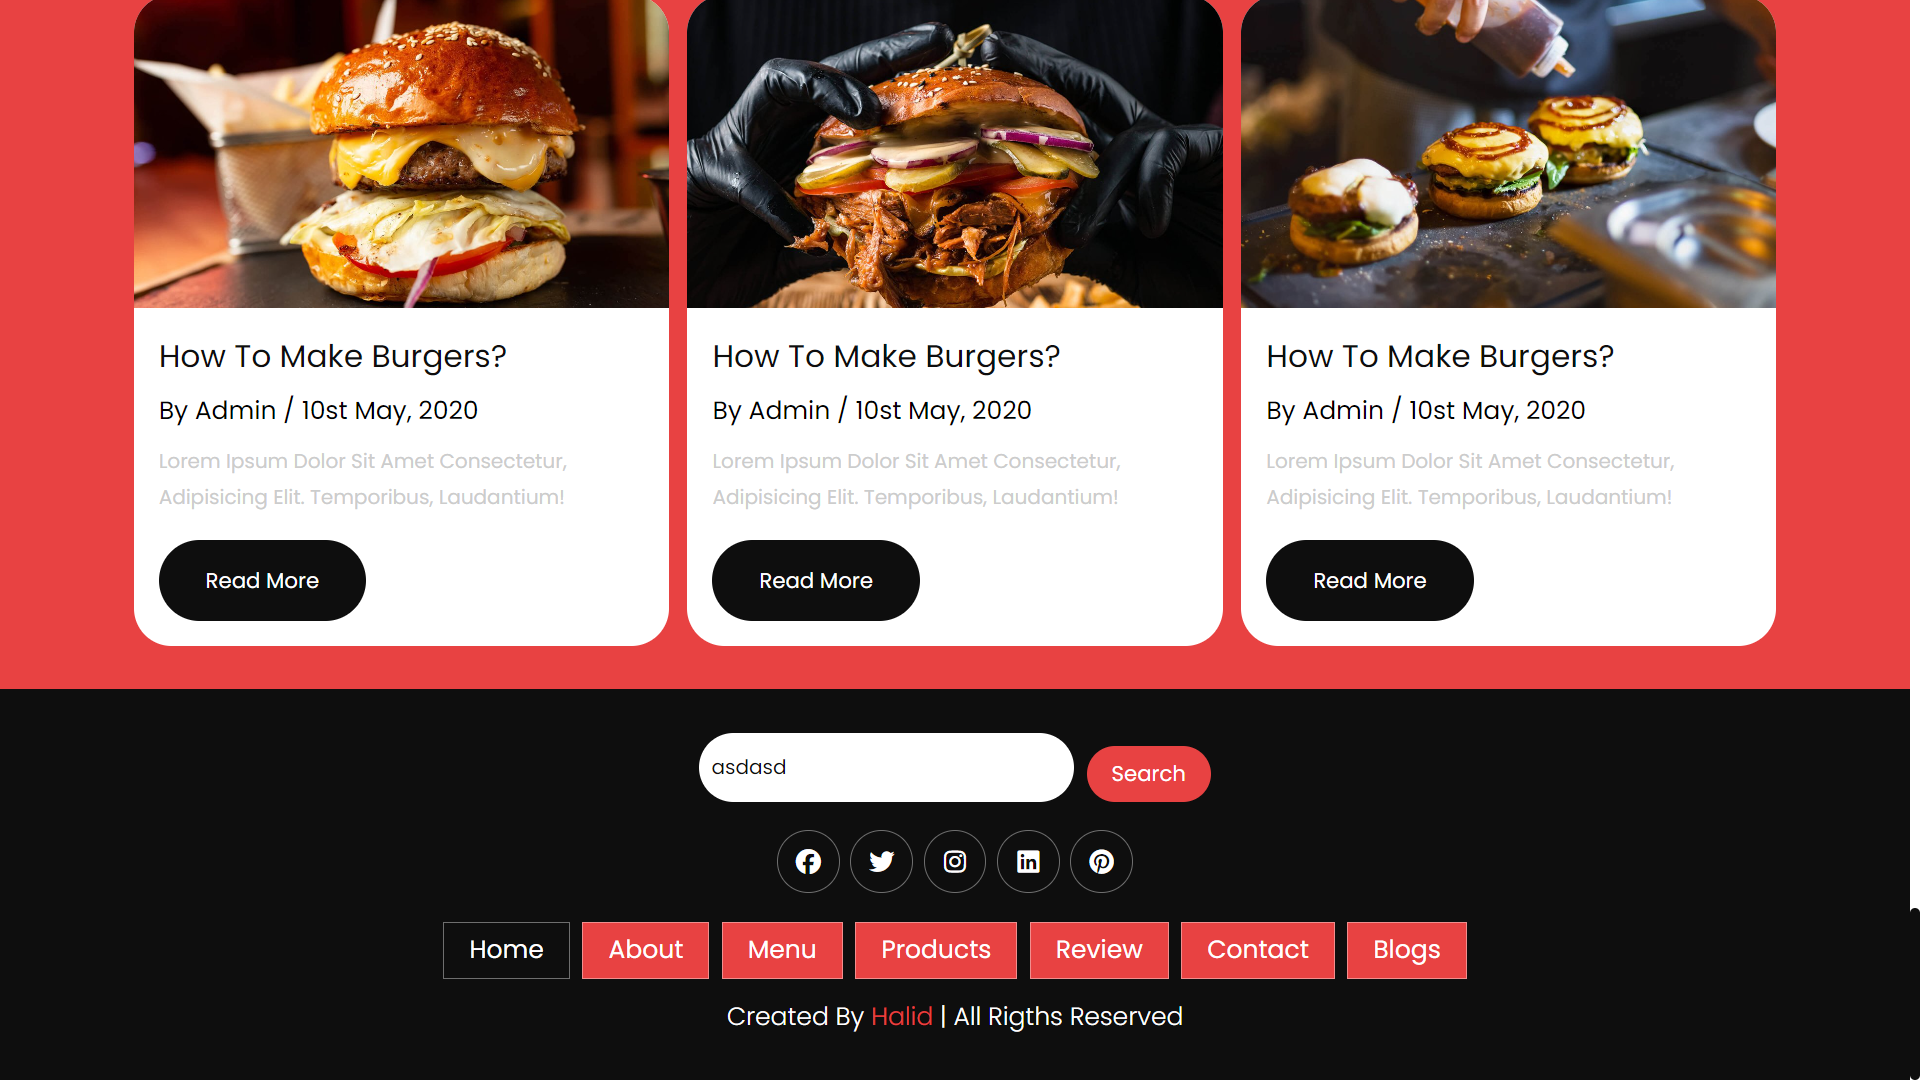 How To Make Burgers?
By Admin / 10st May, 2020
Lorem Ipsum Dolor Sit Amet Consectetur,
Adipisicing Elit. Temporibus, Laudantium!
Read More
How To Make Burgers?
By Admin / 10st May, 2020
Lorem Ipsum Dolor Sit Amet Consectetur,
Adipisicing Elit. Temporibus, Laudantium!
Read More
How To Make Burgers?
By Admin / 10st May, 2020
Lorem Ipsum Dolor Sit Amet Consectetur,
Adipisicing Elit. Temporibus, Laudantium!
Read More
asdasd
Search
Home About Menu Products Review Contact Blogs
Created By Halid | All Rigths Reserved